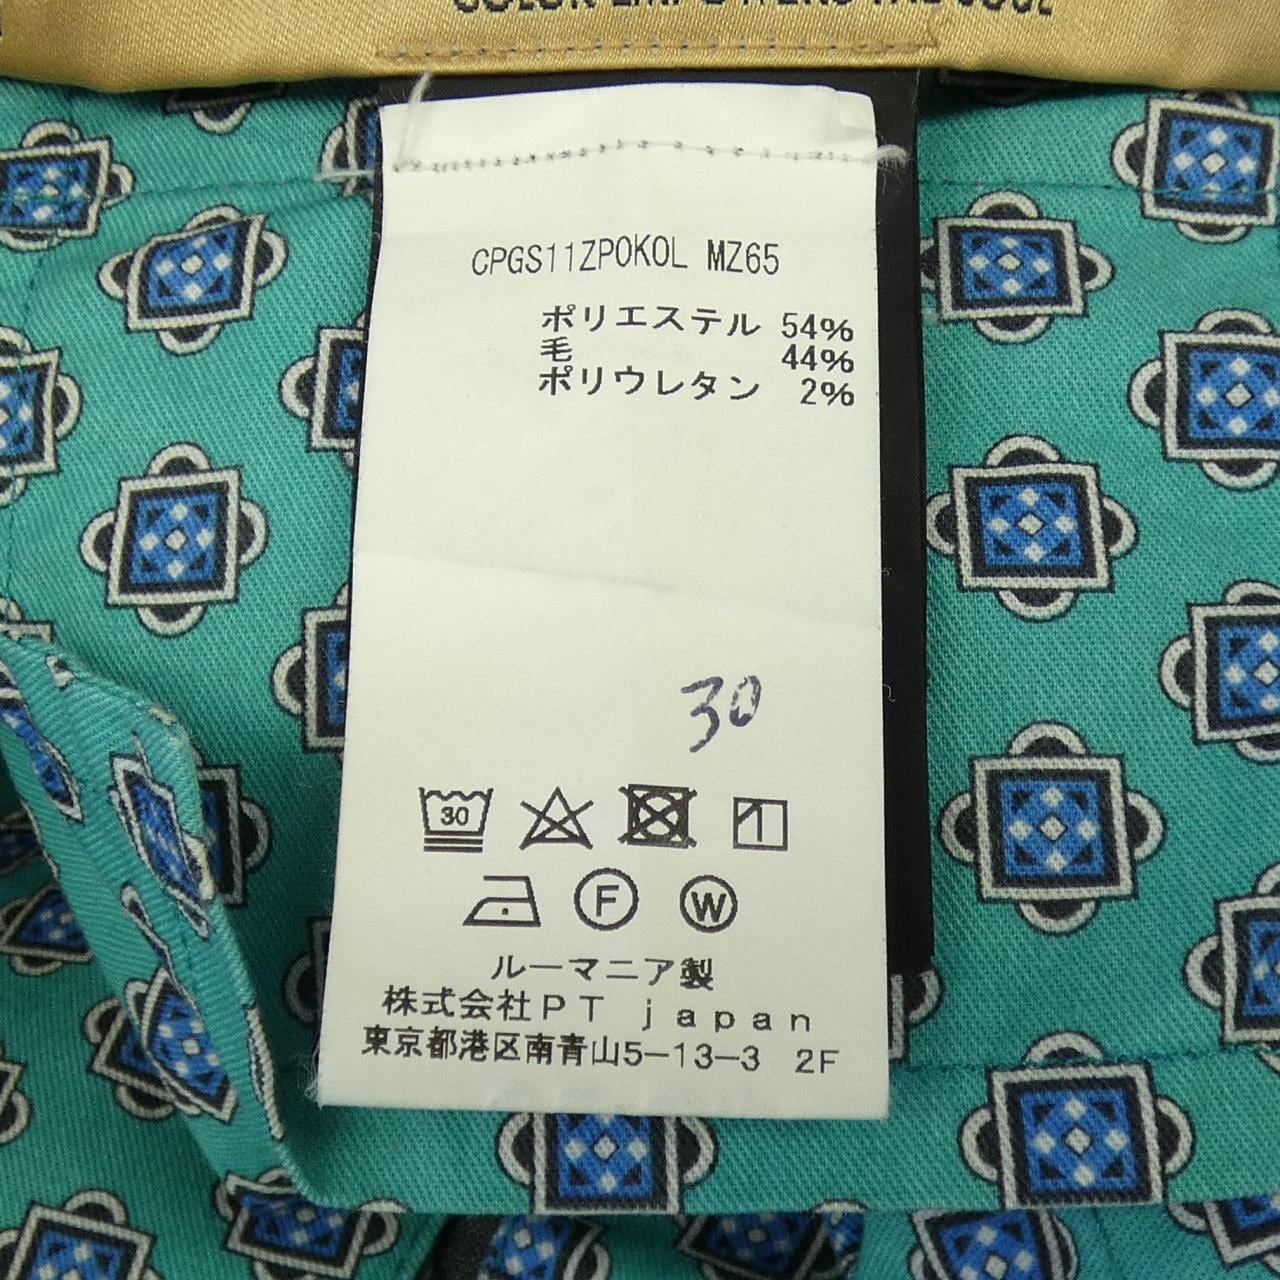 CPGS11ZP0K0L MZ65
ポリエステル 54%
毛 44%
ポリウレタン 2%
30
30
F W
ルーマニア製
株式会社PT japan
東京都港区南青山5-13-3 2F